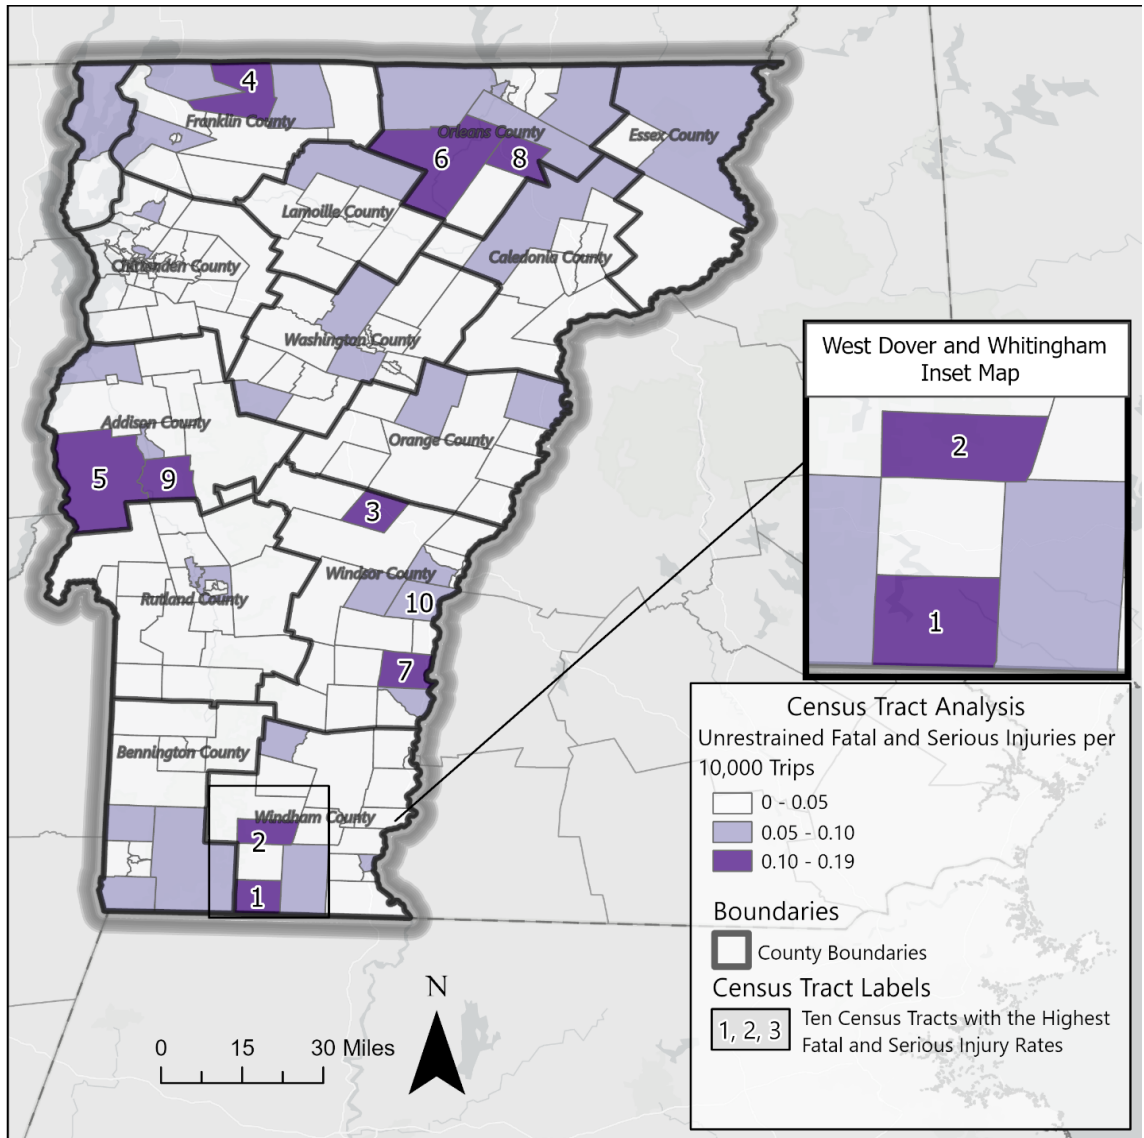 4
Franklin County
Orleans County
6
8
Essex County
Lamoille County
Chittenden County
Caledonia County
Washington County
Addison County
5
9
Orange County
3
Windsor County
10
Rutland County
7
Bennington County
Windham County
2
1
West Dover and Whitingham
Inset Map
2
1
Census Tract Analysis
Unrestrained Fatal and Serious Injuries per
10,000 Trips
0 - 0.05
0.05 - 0.10
0.10 - 0.19
Boundaries
County Boundaries
Census Tract Labels
1, 2, 3
Ten Census Tracts with the Highest
Fatal and Serious Injury Rates
N
0 15 30 Miles